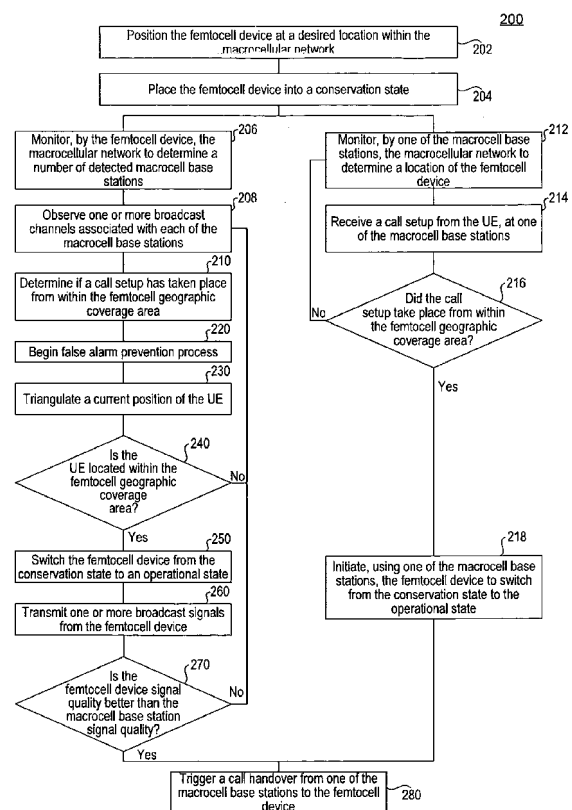 200
Position the femtocell device at a desired location within the
macrocellular network
202
Place the femtocell device into a conservation state
204
206
Monitor, by the femtocell device, the
macrocellular network to determine a
number of detected macrocell base
stations
208
Observe one or more broadcast
channels associated with each of the
macrocell base stations
210
Determine if a call setup has taken place
from within the femtocell geographic
coverage area
220
Begin false alarm prevention process
230
Triangulate a current position of the UE
240
Is the
UE located within the
femtocell geographic
coverage
area?
No
Yes
250
Switch the femtocell device from the
conservation state to an operational state
260
Transmit one or more broadcast signals
from the femtocell device
270
Is the
femtocell device signal
quality better than the
macrocell base station
signal quality?
No
Yes
212
Monitor, by one of the macrocell base
stations, the macrocellular network to
determine a location of the femtocell
device
214
Receive a call setup from the UE, at one
of the macrocell base stations
216
Did the call
setup take place from within
the femtocell geographic
coverage area?
No
Yes
218
Initiate, using one of the macrocell base
stations, the femtocell device to switch
from the conservation state to the
operational state
Trigger a call handover from one of the
macrocell base stations to the femtocell
device
280